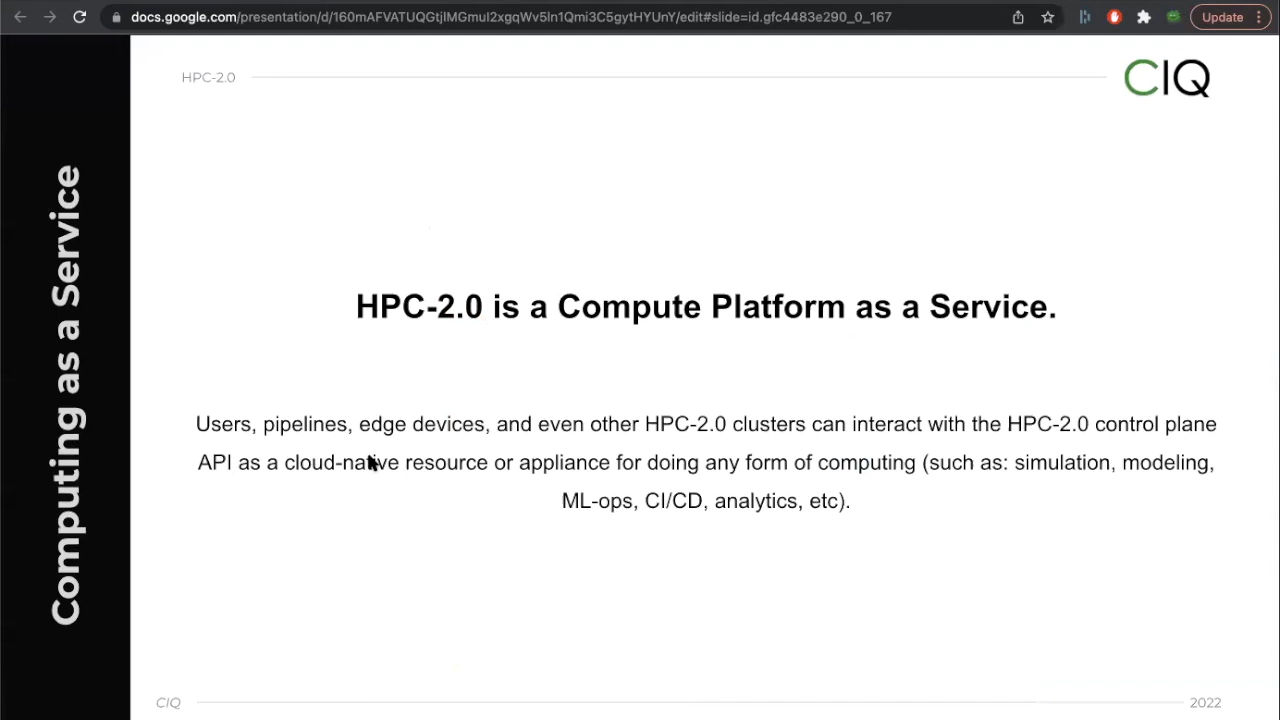 docs.google.com/presentation/d/160mAFVATUQGtjlMGmuI2xgqWv5ln1Qmi3C5gytHYUnY/edit#slide=id.gfc4483e290_0_167
Update
HPC-2.0
CIQ
Computing as a Service
HPC-2.0 is a Compute Platform as a Service.
Users, pipelines, edge devices, and even other HPC-2.0 clusters can interact with the HPC-2.0 control plane
API as a cloud-native resource or appliance for doing any form of computing (such as: simulation, modeling,
ML-ops, CI/CD, analytics, etc).
CIQ
2022